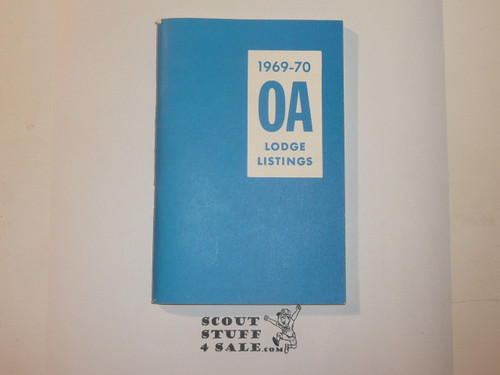 1969-70
OA
LODGE
LISTINGS
SCOUT
STUFF
4 SALE.com